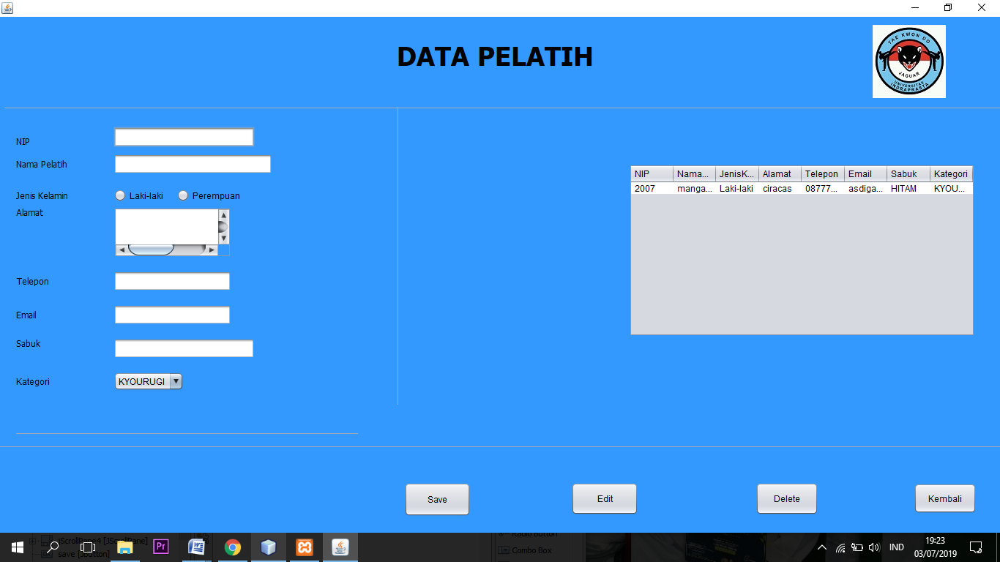 DATA PELATIH
TAE KWON DO
JAGUAR
UNIVERSITAS
INDRAPRASTA
NIP
Nama Pelatih
Jenis Kelamin
Laki-laki Perempuan
Alamat
Telepon
Email
Sabuk
Kategori
KYOURUGI
NIP Nama... JenisK... Alamat Telepon Email Sabuk Kategori
2007 manga... Laki-laki ciracas 08777... asdiga... HITAM KYOU...
Save Edit Delete Kembali
jScrollPane4 [JScrollPane]
save [JButton]
Pr
Radio Button
Combo Box
IND
19:23
03/07/2019